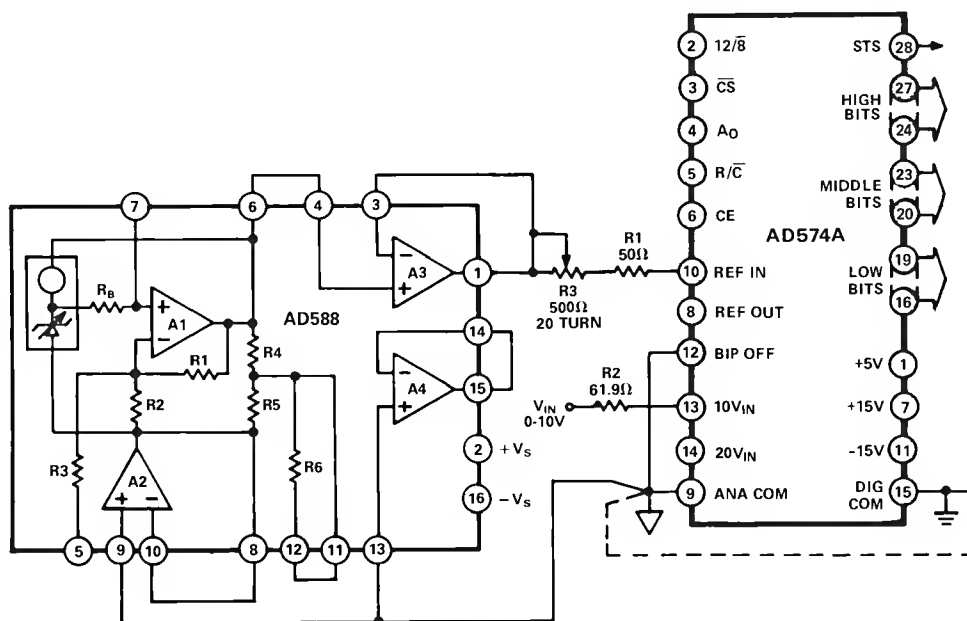 2 12/8̅
3 C̅S̅
4 A₀
5 R/C̅
6 CE
10 REF IN
8 REF OUT
12 BIP OFF
13 10V_IN
14 20V_IN
9 ANA COM
AD574A
STS 28
27
HIGH BITS
24
23
MIDDLE BITS
20
19
LOW BITS
16
+5V 1
+15V 7
-15V 11
DIG COM 15
7
6
4
3
R_B
A1
R1
R2
R3
A2
AD588
R4
R5
R6
A3
A4
1
14
15
2 +V_S
16 -V_S
5
9
10
8
12
11
13
R3
500Ω
20 TURN
R1
50Ω
R2
61.9Ω
V_IN
0-10V
+
-
+
-
-
+
-
+